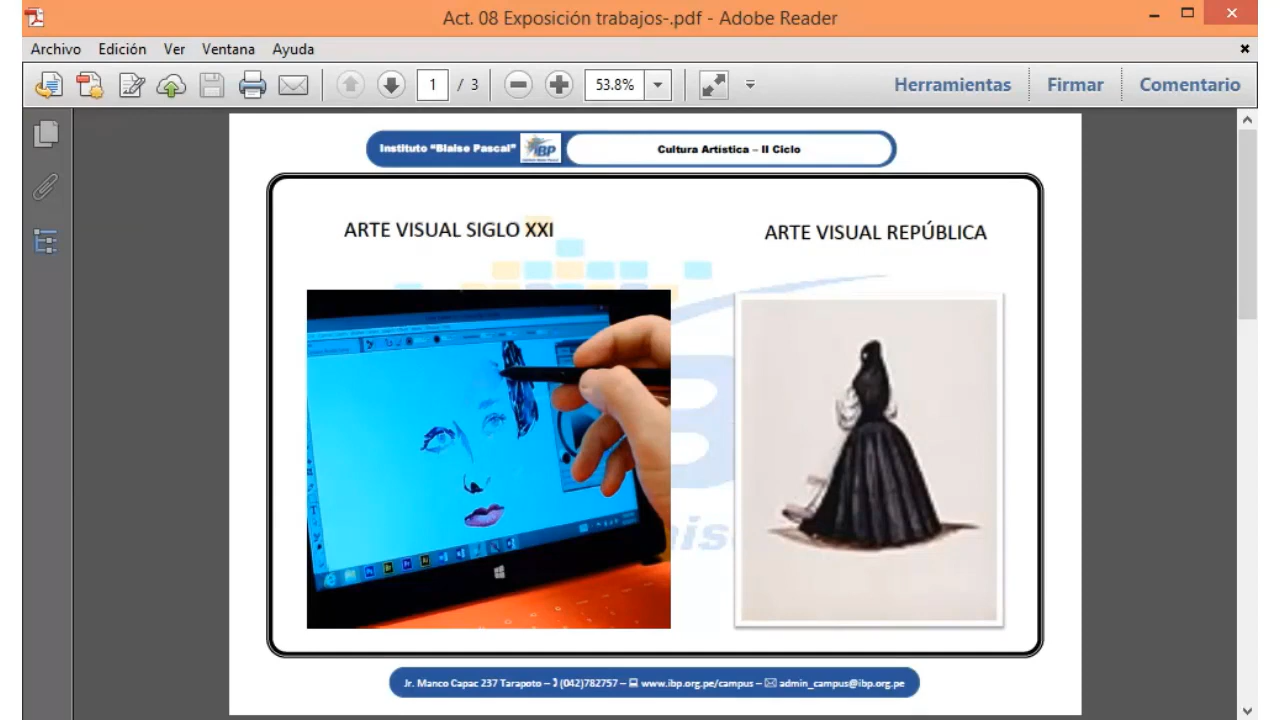 Act. 08 Exposición trabajos-.pdf - Adobe Reader
Archivo Edición Ver Ventana Ayuda
1 / 3 53.8% Herramientas Firmar Comentario
Instituto "Blaise Pascal" IBP Cultura Artística – II Ciclo
ARTE VISUAL SIGLO XXI
ARTE VISUAL REPÚBLICA
Jr. Manco Capac 237 Tarapoto – (042)782757 – www.ibp.org.pe/campus – admin_campus@ibp.org.pe